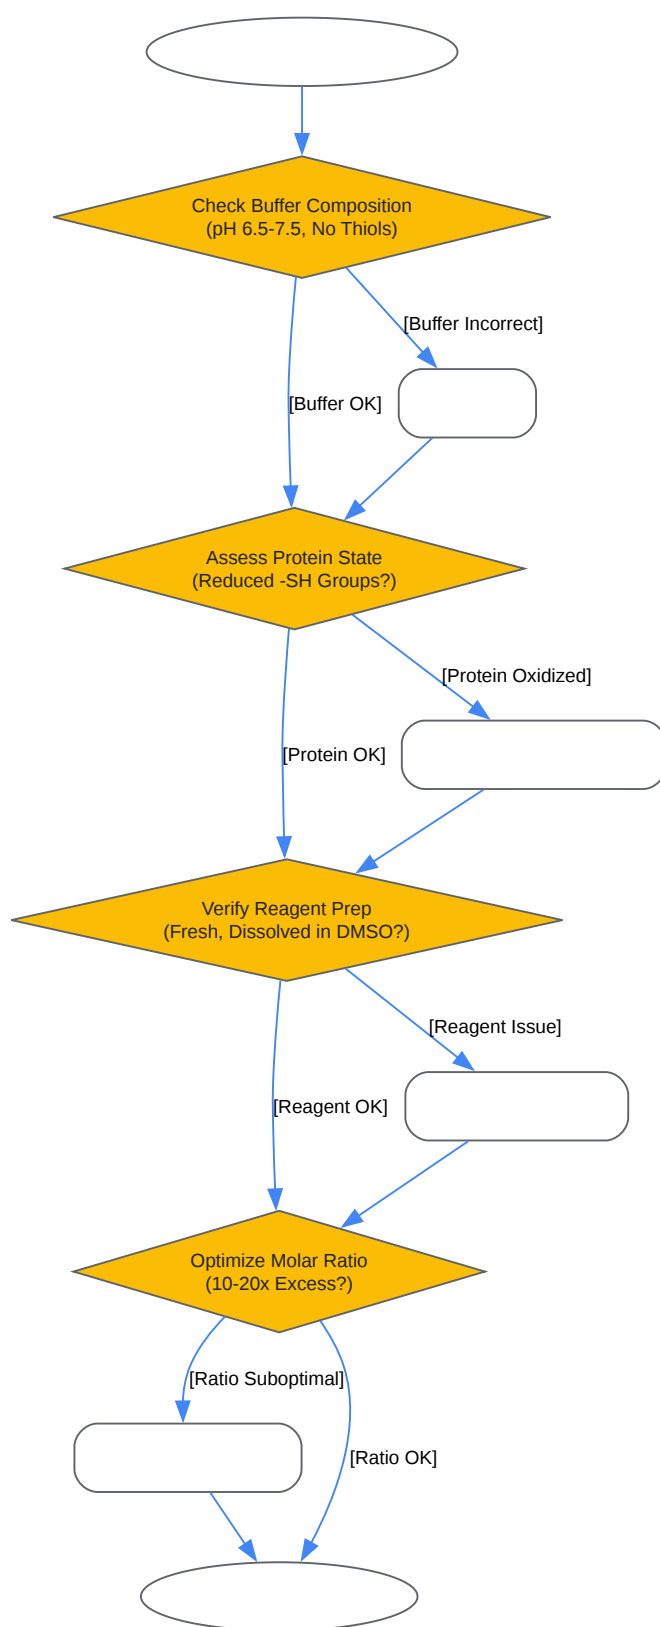 Check Buffer Composition
(pH 6.5-7.5, No Thiols)
[Buffer Incorrect]
[Buffer OK]
Assess Protein State
(Reduced -SH Groups?)
[Protein Oxidized]
[Protein OK]
Verify Reagent Prep
(Fresh, Dissolved in DMSO?)
[Reagent Issue]
[Reagent OK]
Optimize Molar Ratio
(10-20x Excess?)
[Ratio Suboptimal]
[Ratio OK]